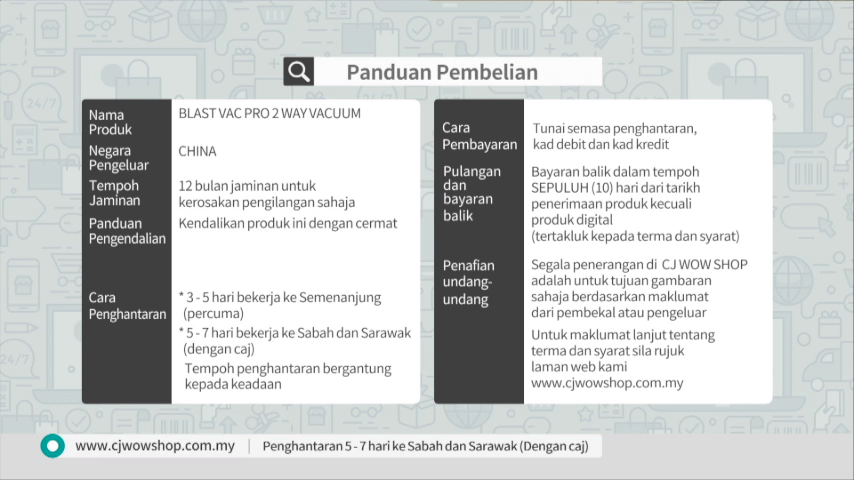 Panduan Pembelian
Nama
Produk
BLAST VAC PRO 2 WAY VACUUM
Negara
Pengeluar
CHINA
Tempoh
Jaminan
12 bulan jaminan untuk
kerosakan pengilangan sahaja
Panduan
Pengendalian
Kendalikan produk ini dengan cermat
Cara
Penghantaran
* 3 - 5 hari bekerja ke Semenanjung
(percuma)
* 5 - 7 hari bekerja ke Sabah dan Sarawak
(dengan caj)
Tempoh penghantaran bergantung
kepada keadaan
Cara
Pembayaran
Tunai semasa penghantaran,
kad debit dan kad kredit
Pulangan
dan
bayaran
balik
Bayaran balik dalam tempoh
SEPULUH (10) hari dari tarikh
penerimaan produk kecuali
produk digital
(tertakluk kepada terma dan syarat)
Penafian
undang-
undang
Segala penerangan di CJ WOW SHOP
adalah untuk tujuan gambaran
sahaja berdasarkan maklumat
dari pembekal atau pengeluar
Untuk maklumat lanjut tentang
terma dan syarat sila rujuk
laman web kami
www.cjwowshop.com.my
www.cjwowshop.com.my | Penghantaran 5 - 7 hari ke Sabah dan Sarawak (Dengan caj)
24/7
24/7